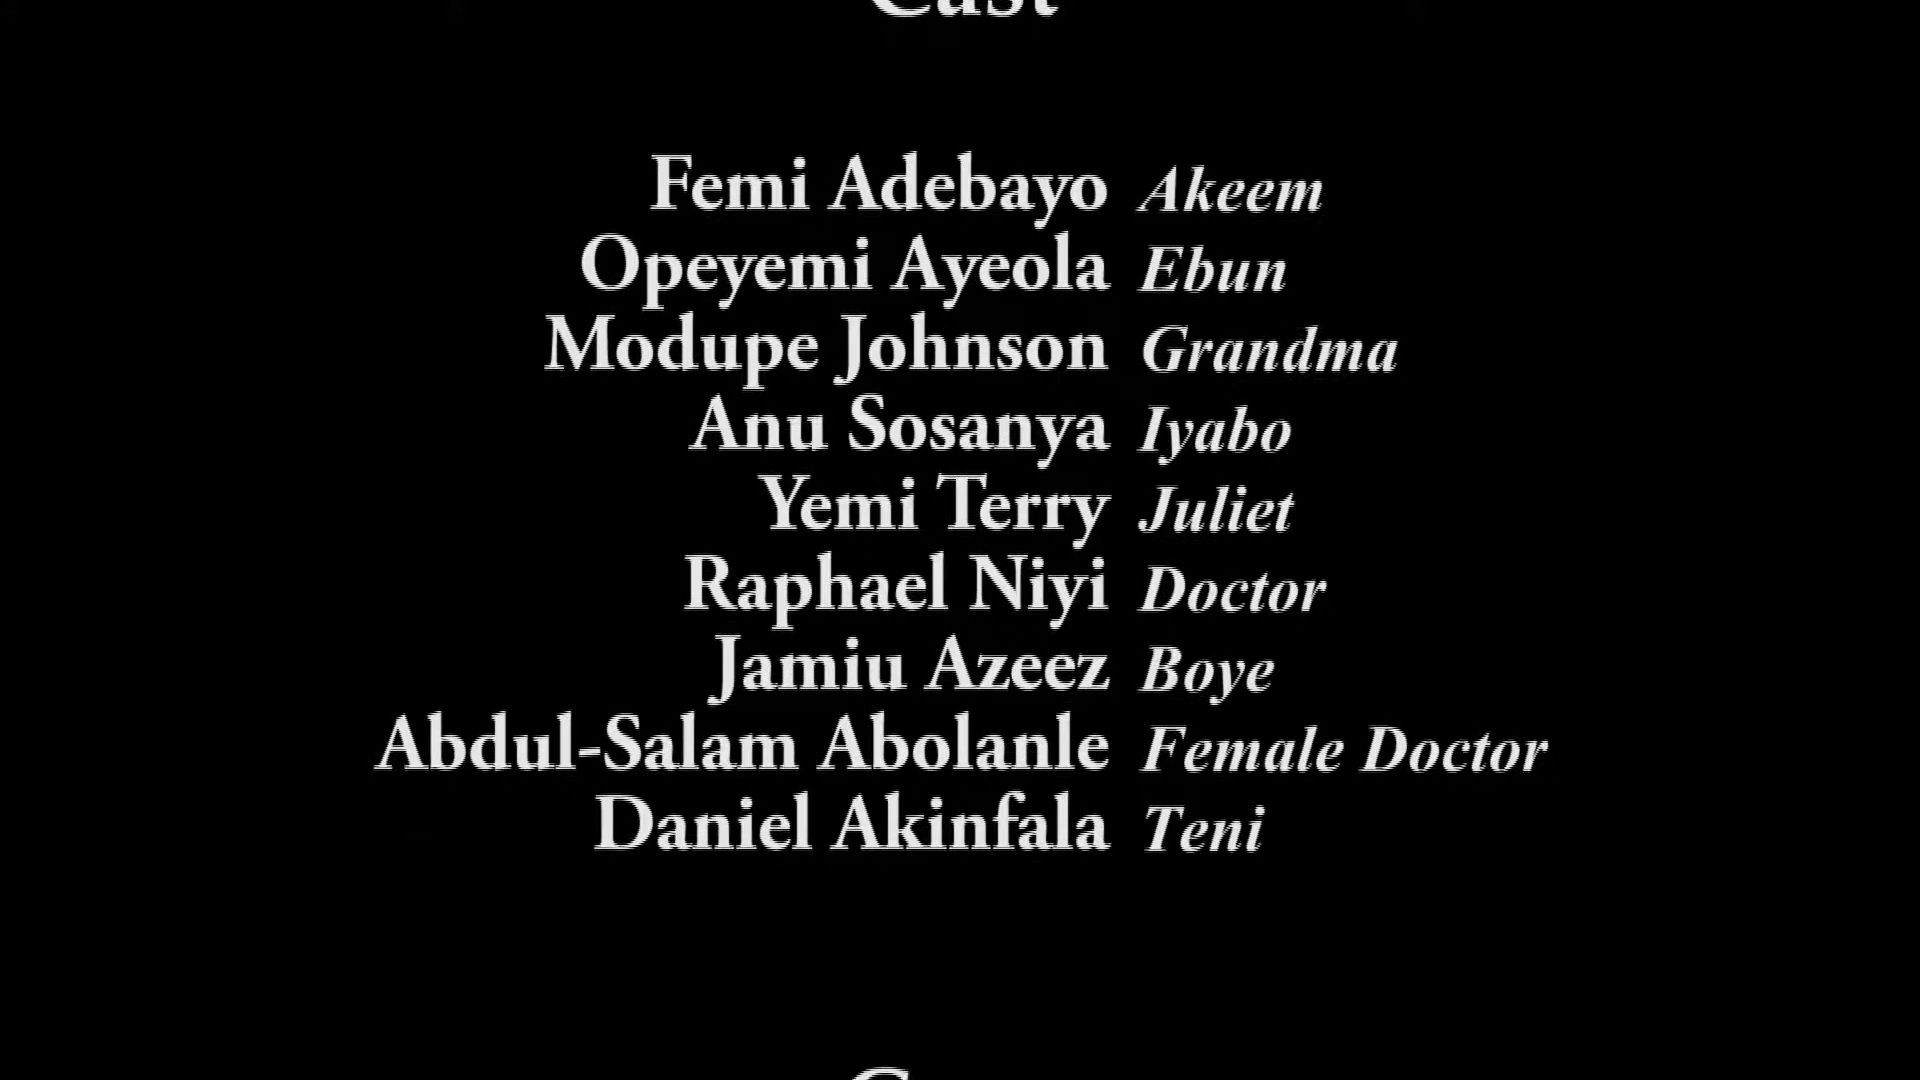 Cast
Femi Adebayo Akeem
Opeyemi Ayeola Ebun
Modupe Johnson Grandma
Anu Sosanya Iyabo
Yemi Terry Juliet
Raphael Niyi Doctor
Jamiu Azeez Boye
Abdul-Salam Abolanle Female Doctor
Daniel Akinfala Teni